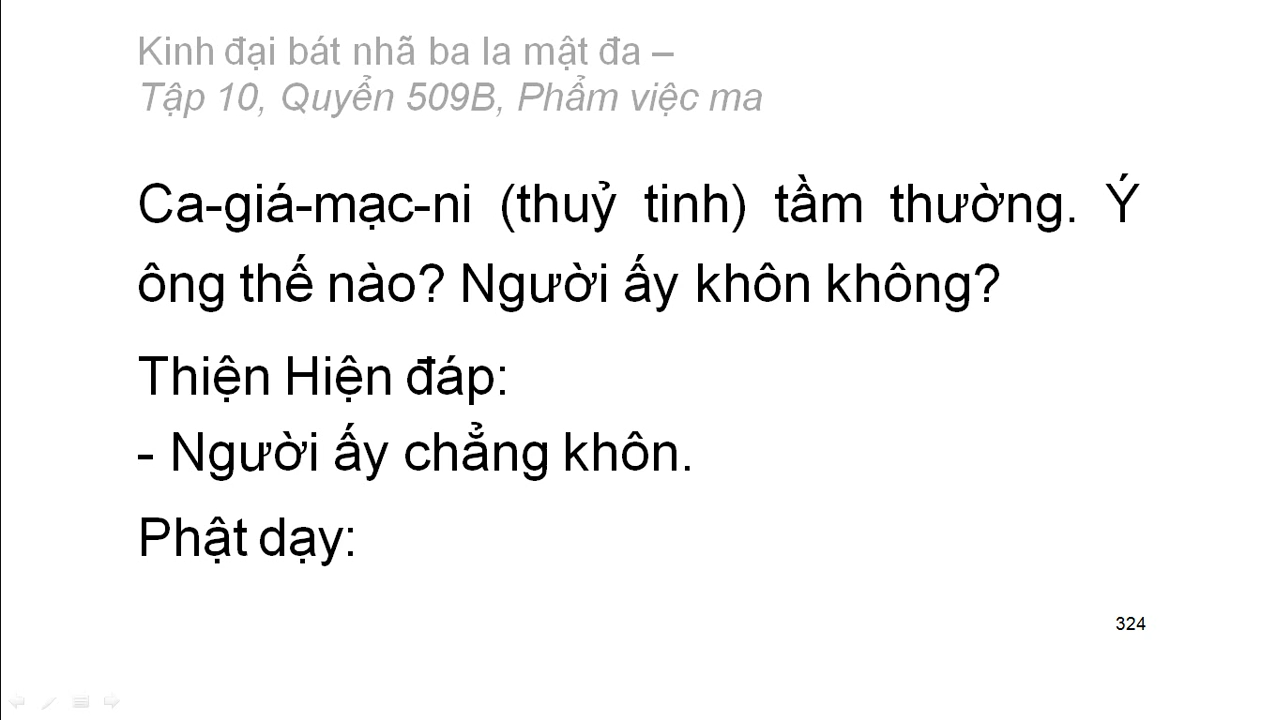 Kinh đại bát nhã ba la mật đa –
Tập 10, Quyển 509B, Phẩm việc ma
Ca-giá-mạc-ni (thuỷ tinh) tầm thường. Ý
ông thế nào? Người ấy khôn không?
Thiện Hiện đáp:
- Người ấy chẳng khôn.
Phật dạy:
324